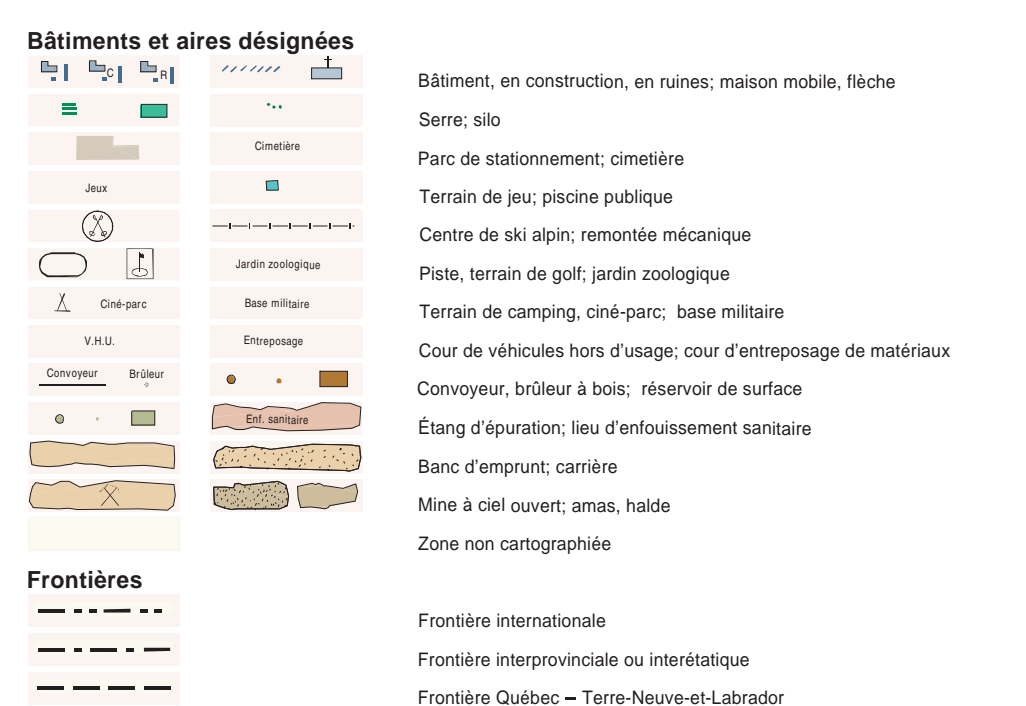 Bâtiments et aires désignées
C R Bâtiment, en construction, en ruines; maison mobile, flèche
Serre; silo
Cimetière Parc de stationnement; cimetière
Jeux Terrain de jeu; piscine publique
Centre de ski alpin; remontée mécanique
Jardin zoologique Piste, terrain de golf; jardin zoologique
Ciné-parc Base militaire Terrain de camping, ciné-parc; base militaire
V.H.U. Entreposage Cour de véhicules hors d'usage; cour d'entreposage de matériaux
Convoyeur Brûleur Convoyeur, brûleur à bois; réservoir de surface
Enf. sanitaire Étang d'épuration; lieu d'enfouissement sanitaire
Banc d'emprunt; carrière
Mine à ciel ouvert; amas, halde
Zone non cartographiée
Frontières
Frontière internationale
Frontière interprovinciale ou interétatique
Frontière Québec – Terre-Neuve-et-Labrador